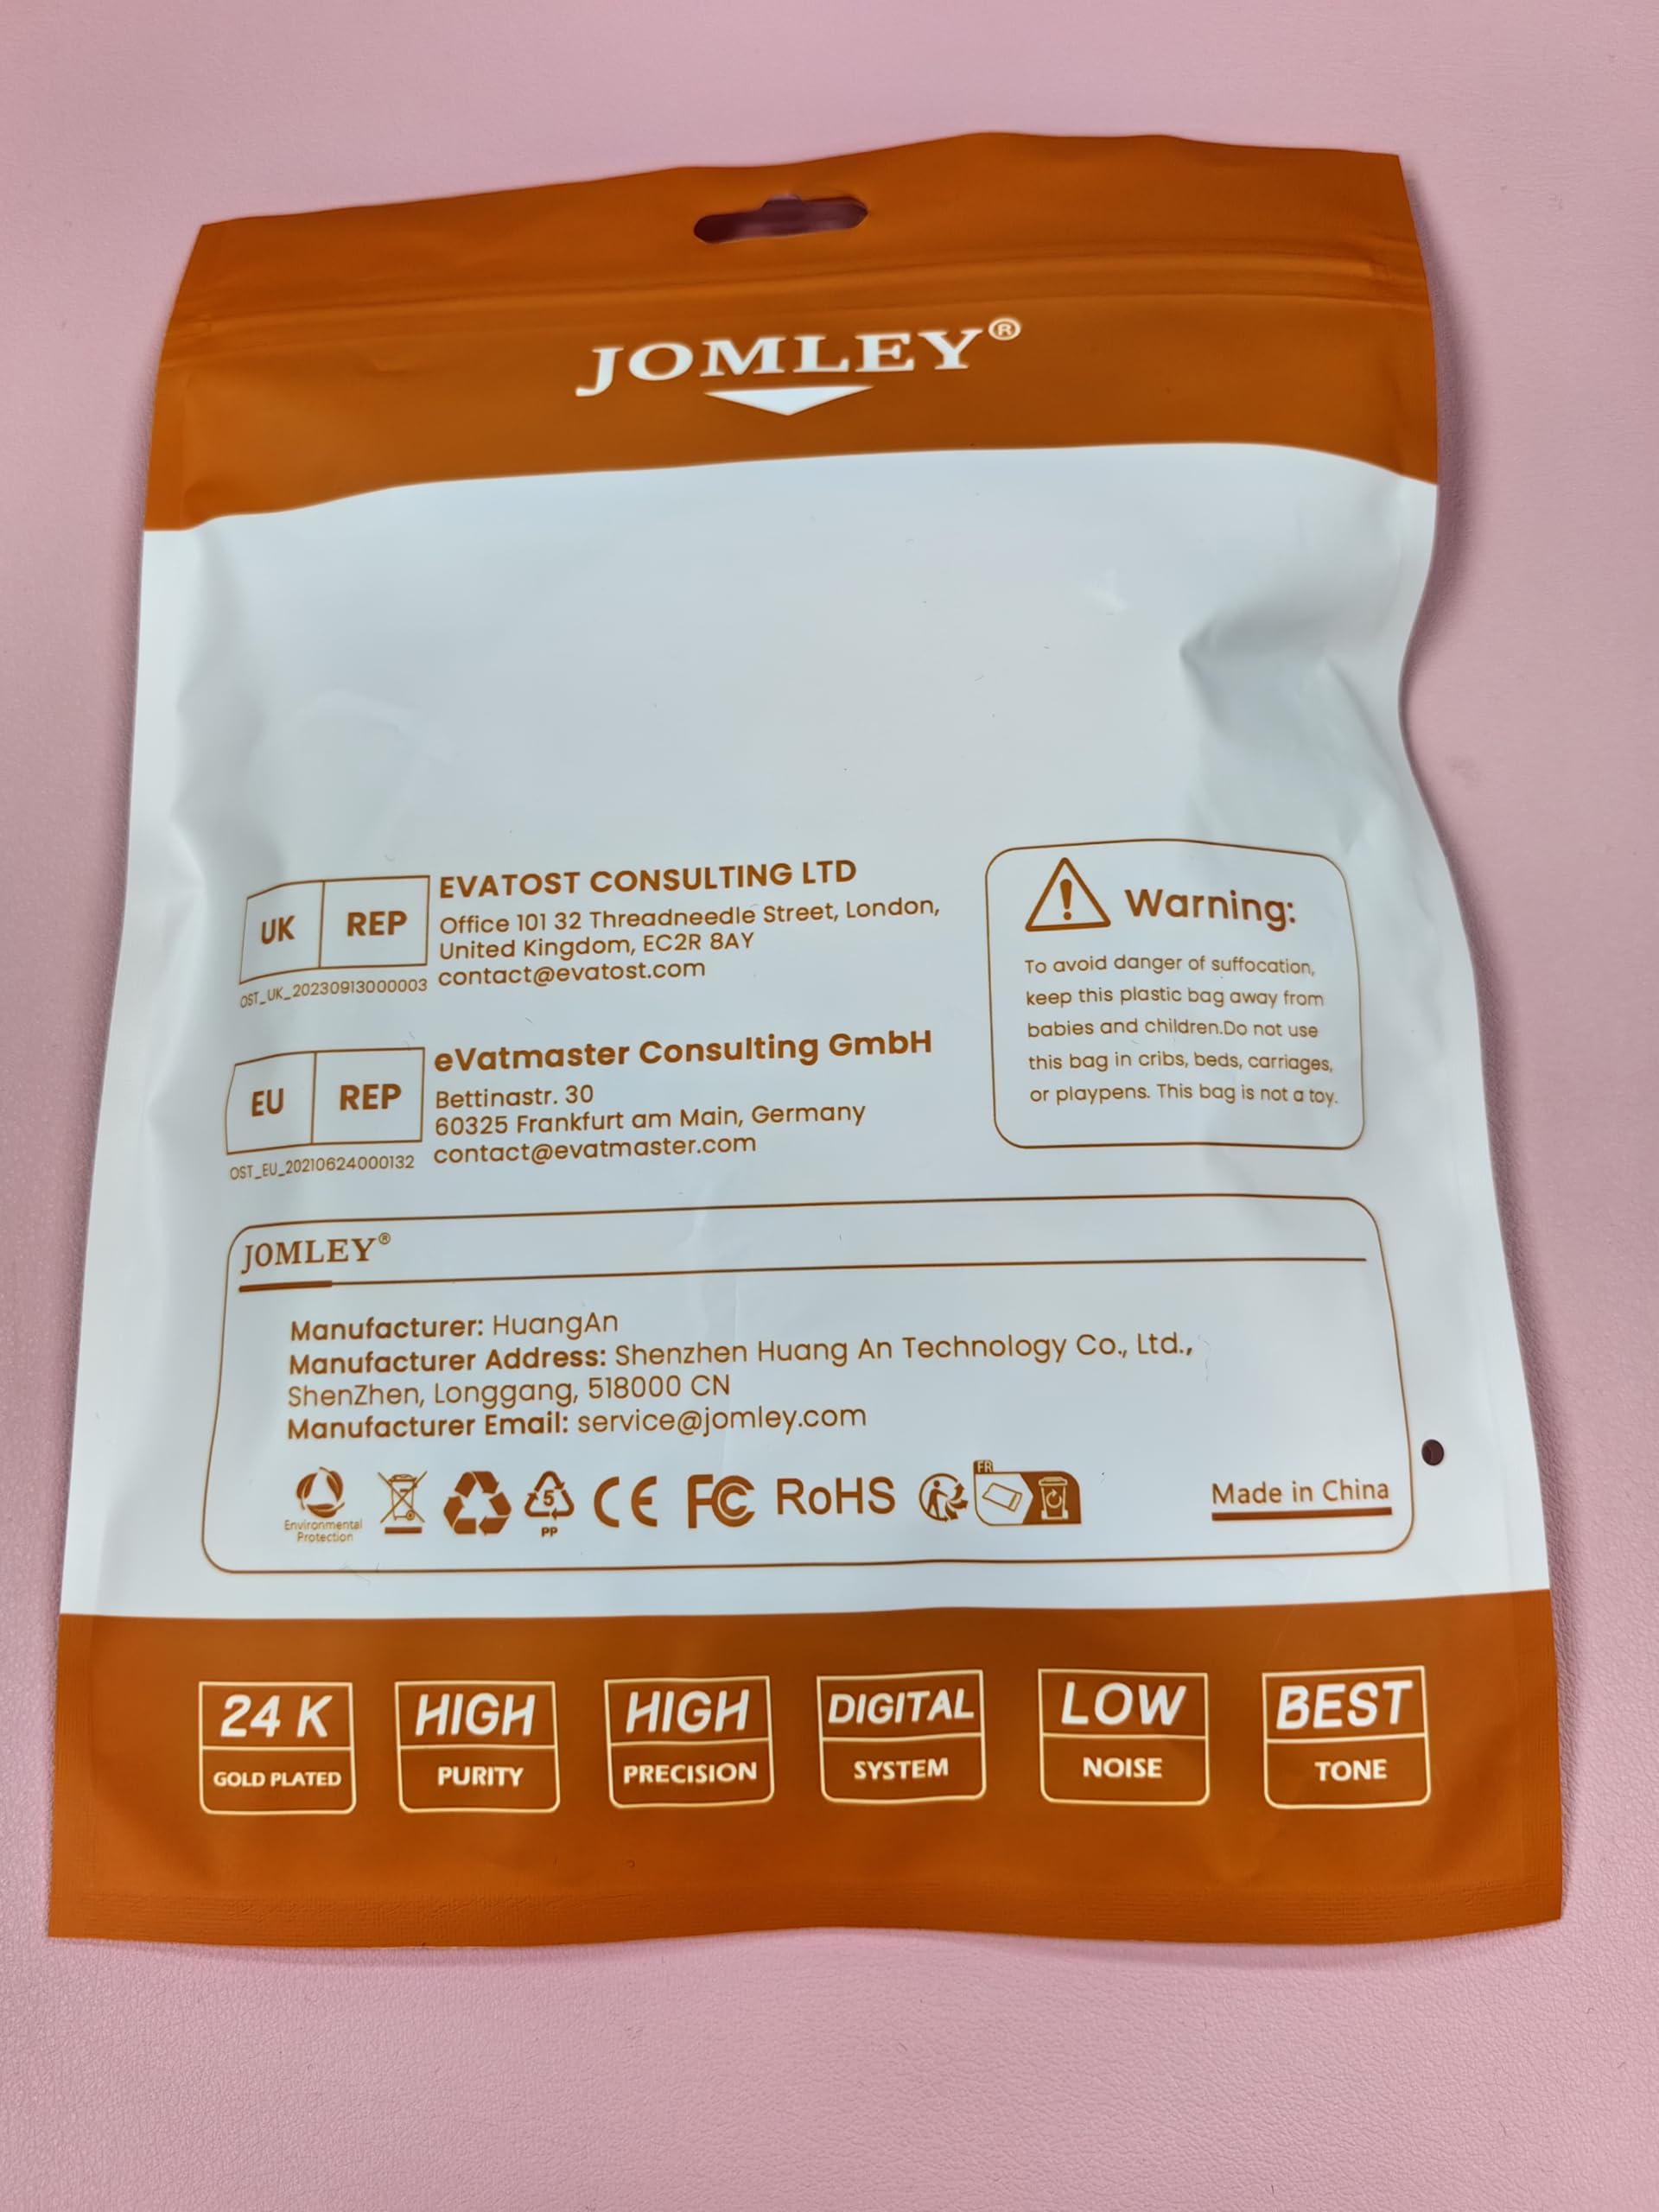 JOMLEY®
UK REP
EVATOST CONSULTING LTD
Office 101 32 Threadneedle Street, London,
United Kingdom, EC2R 8AY
contact@evatost.com
OST_UK_20230913000003
EU REP
eVatmaster Consulting GmbH
Bettinastr. 30
60325 Frankfurt am Main, Germany
contact@evatmaster.com
OST_EU_20210624000132
Warning:
To avoid danger of suffocation,
keep this plastic bag away from
babies and children.Do not use
this bag in cribs, beds, carriages,
or playpens. This bag is not a toy.
JOMLEY®
Manufacturer: HuangAn
Manufacturer Address: Shenzhen Huang An Technology Co., Ltd.,
ShenZhen, Longgang, 518000 CN
Manufacturer Email: service@jomley.com
Environmental
Protection
5
PP
CE
FC
RoHS
FR
Made in China
24 K
GOLD PLATED
HIGH
PURITY
HIGH
PRECISION
DIGITAL
SYSTEM
LOW
NOISE
BEST
TONE